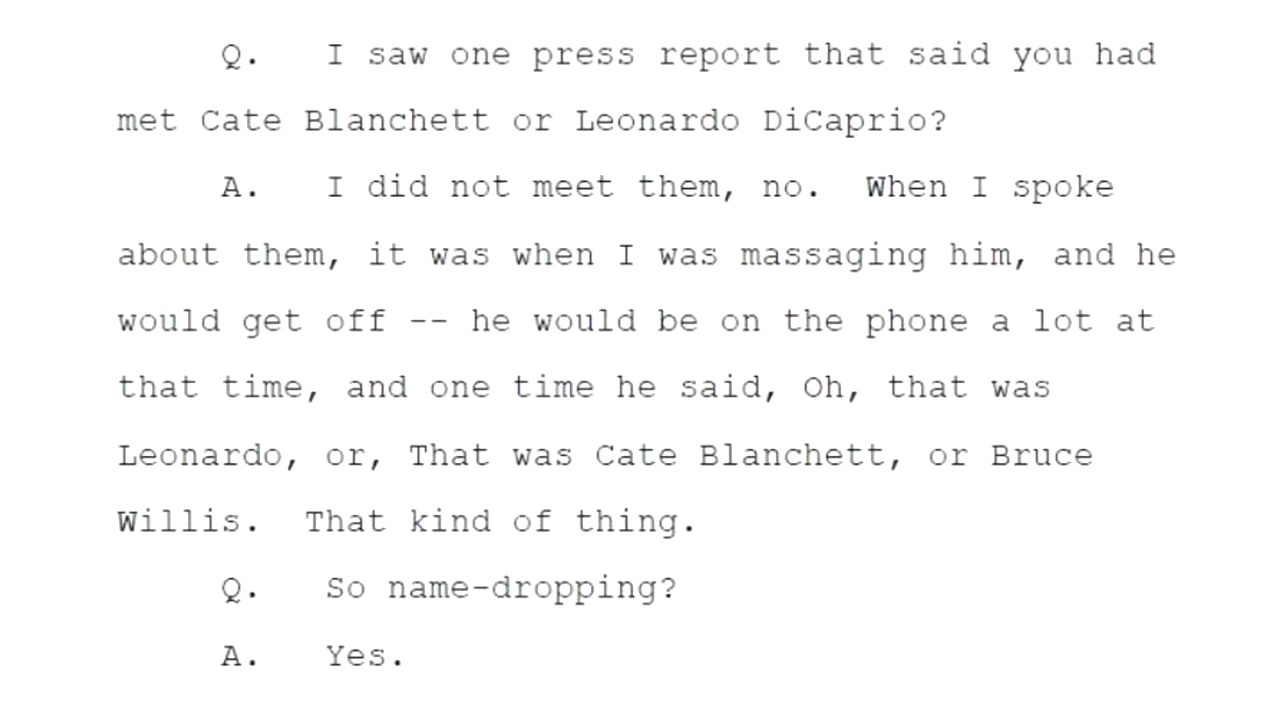 Q. I saw one press report that said you had
met Cate Blanchett or Leonardo DiCaprio?
A. I did not meet them, no. When I spoke
about them, it was when I was massaging him, and he
would get off -- he would be on the phone a lot at
that time, and one time he said, Oh, that was
Leonardo, or, That was Cate Blanchett, or Bruce
Willis. That kind of thing.
Q. So name-dropping?
A. Yes.